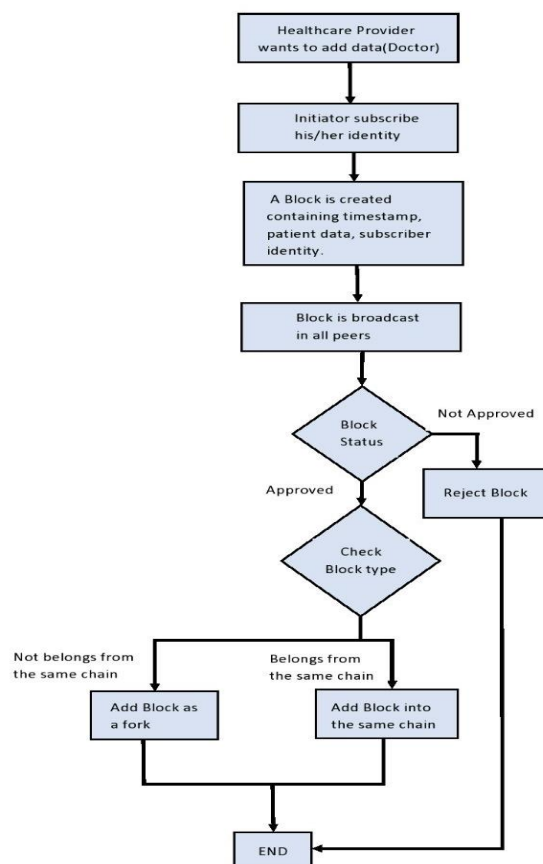 Healthcare Provider
wants to add data(Doctor)
Initiator subscribe
his/her identity
A Block is created
containing timestamp,
patient data, subscriber
identity.
Block is broadcast
in all peers
Block
Status
Not Approved
Approved
Reject Block
Check
Block type
Not belongs from
the same chain
Belongs from
the same chain
Add Block as
a fork
Add Block into
the same chain
END